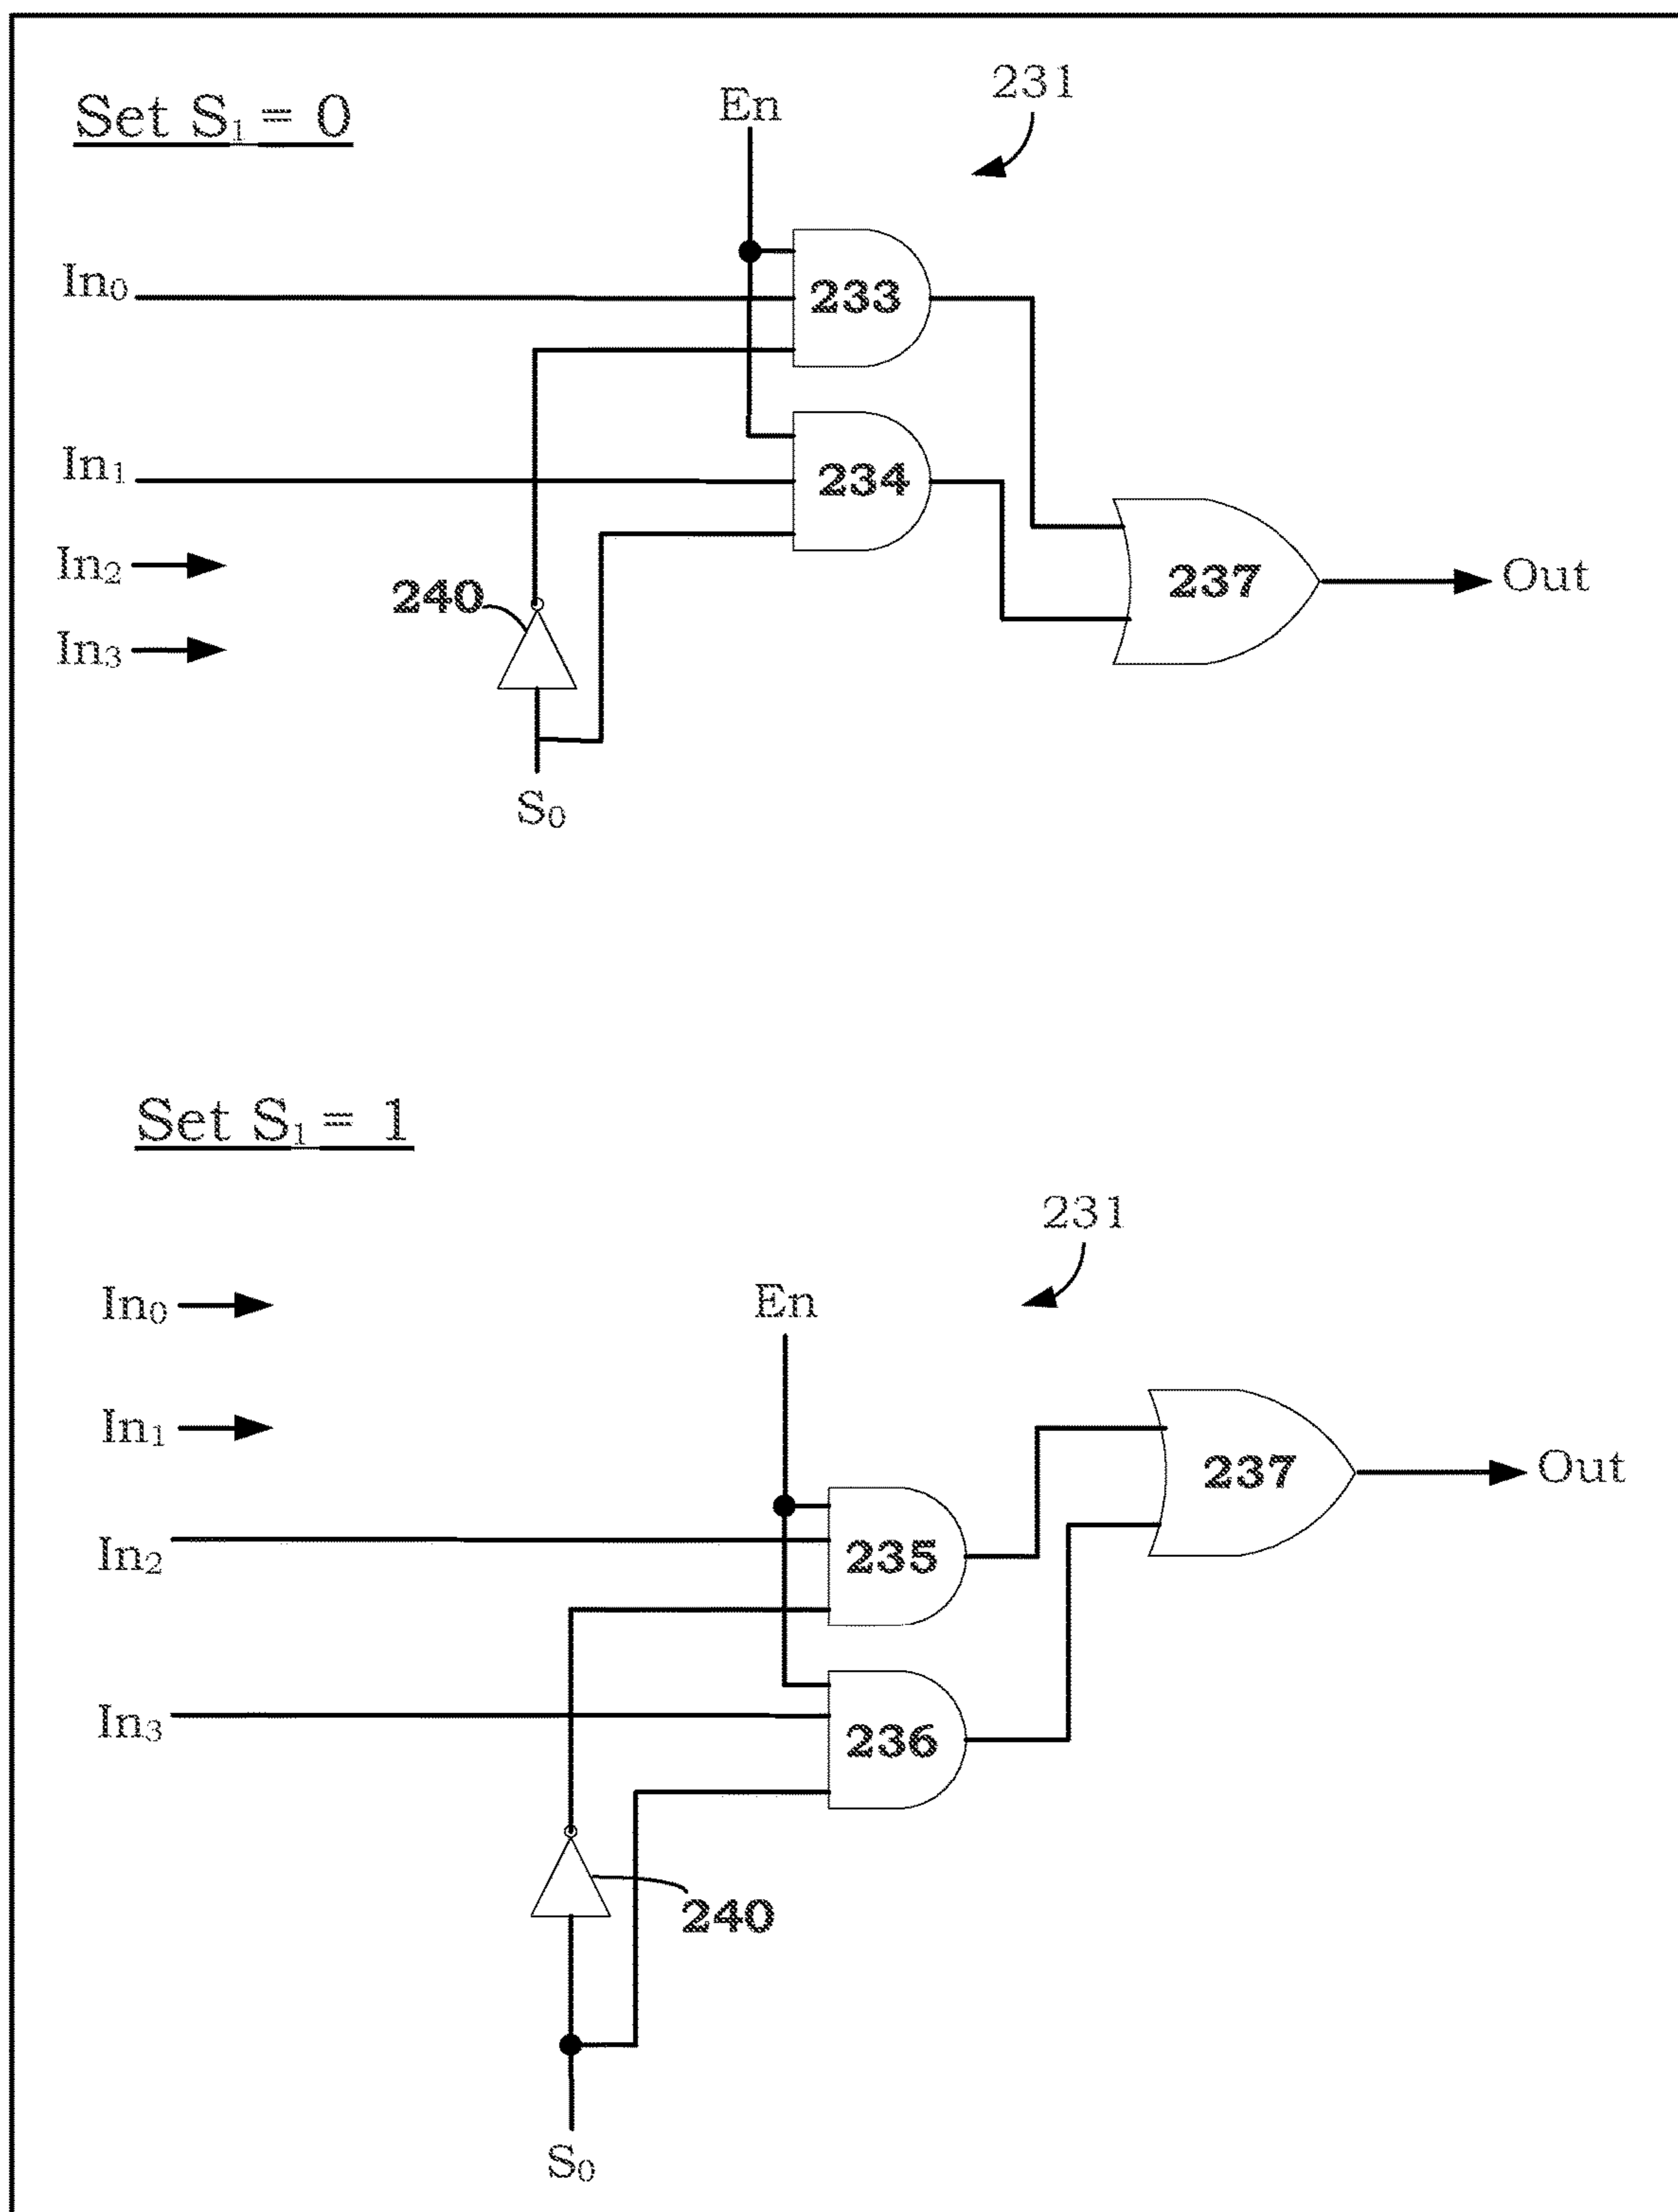 Set S₁ = 0
En
231
In₀
233
In₁
234
In₂
240
237
Out
In₃
S₀
Set S₁ = 1
231
In₀
En
In₁
237
Out
In₂
235
In₃
236
240
S₀